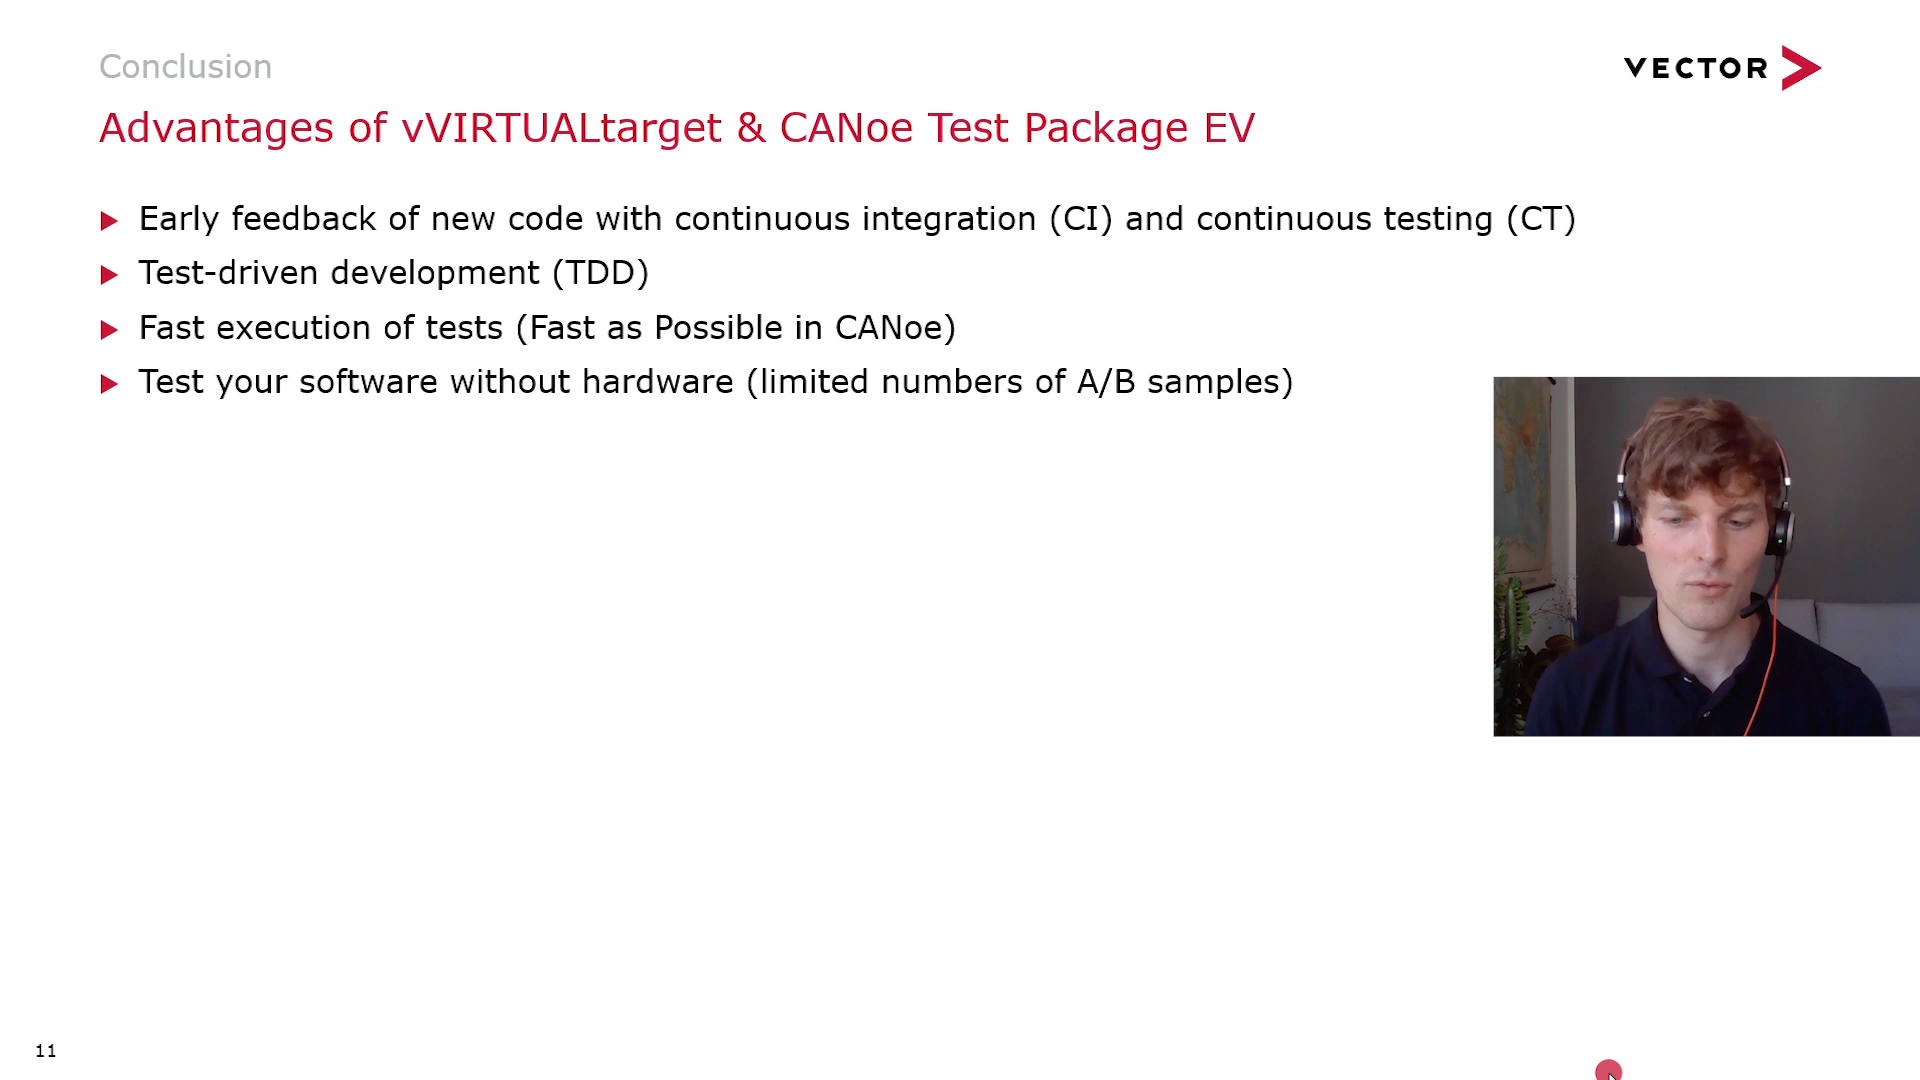 Conclusion
VECTOR
Advantages of vVIRTUALtarget & CANoe Test Package EV
Early feedback of new code with continuous integration (CI) and continuous testing (CT)
Test-driven development (TDD)
Fast execution of tests (Fast as Possible in CANoe)
Test your software without hardware (limited numbers of A/B samples)
11